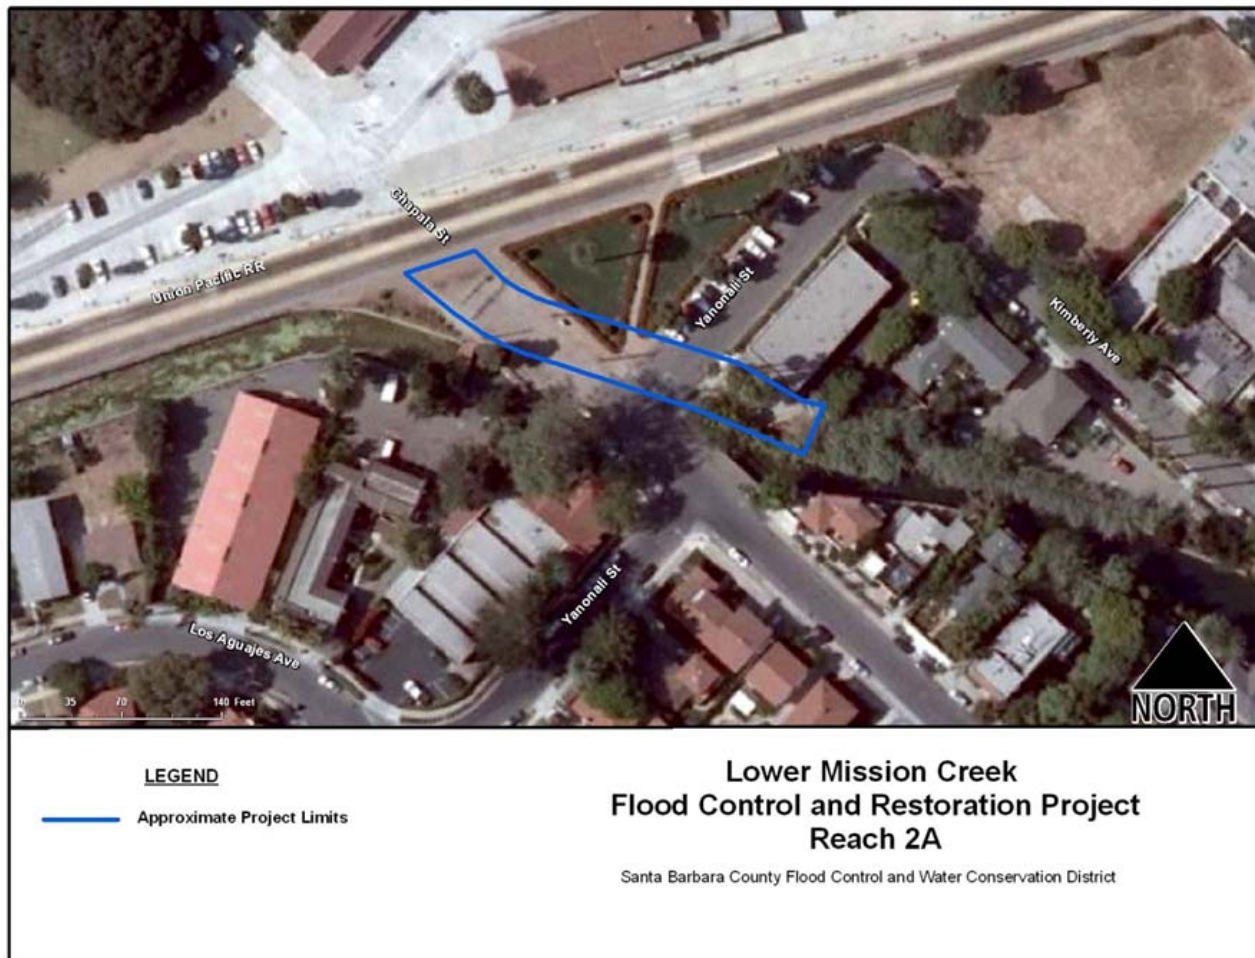 Chapala St
Union Pacific RR
Yanonali St
Kimberly Ave
Yanonali St
Los Aguajes Ave
0 35 70 140 Feet
NORTH
LEGEND
Approximate Project Limits
Lower Mission Creek
Flood Control and Restoration Project
Reach 2A
Santa Barbara County Flood Control and Water Conservation District